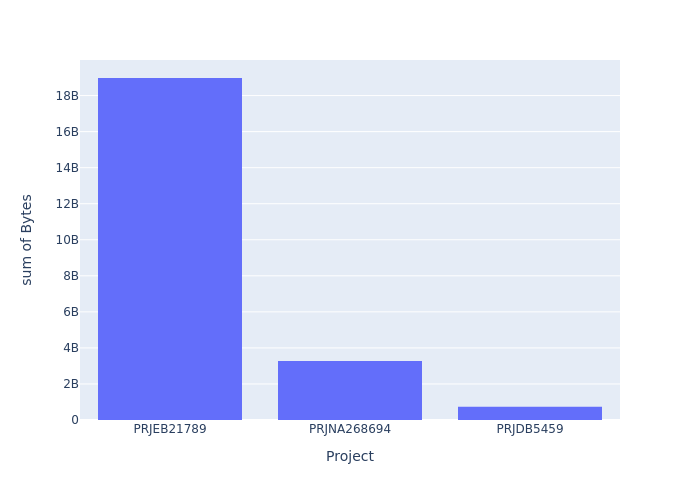 sum of Bytes
18B
16B
14B
12B
10B
8B
6B
4B
2B
0
PRJEB21789 PRJNA268694 PRJDB5459
Project